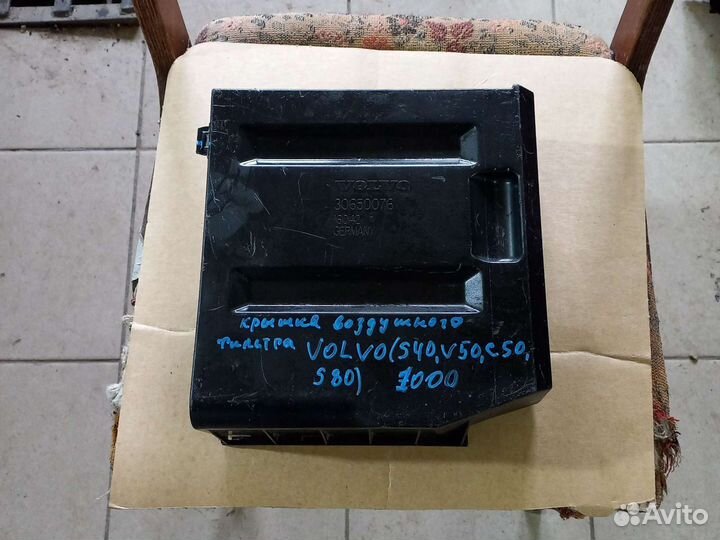 VOLVO
30650076
GERMANY
крышка воздушного
фильтра VOLVO(S40,V50,C50,
S80) 1000
Avito